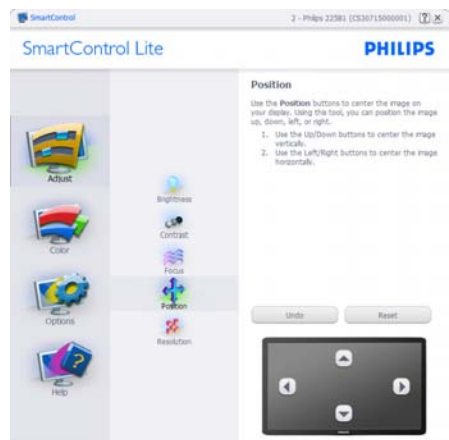 SmartControl
2 - Philips 225B1 (CS30715000001)
SmartControl Lite
PHILIPS
Adjust
Color
Options
Help
Brightness
Contrast
Focus
Position
Resolution
Position
Use the Position buttons to center the image on
your display. Using this tool, you can position the image
up, down, left, or right.
1. Use the Up/Down buttons to center the image
vertically.
2. Use the Left/Right buttons to center the image
horizontally.
Undo
Reset